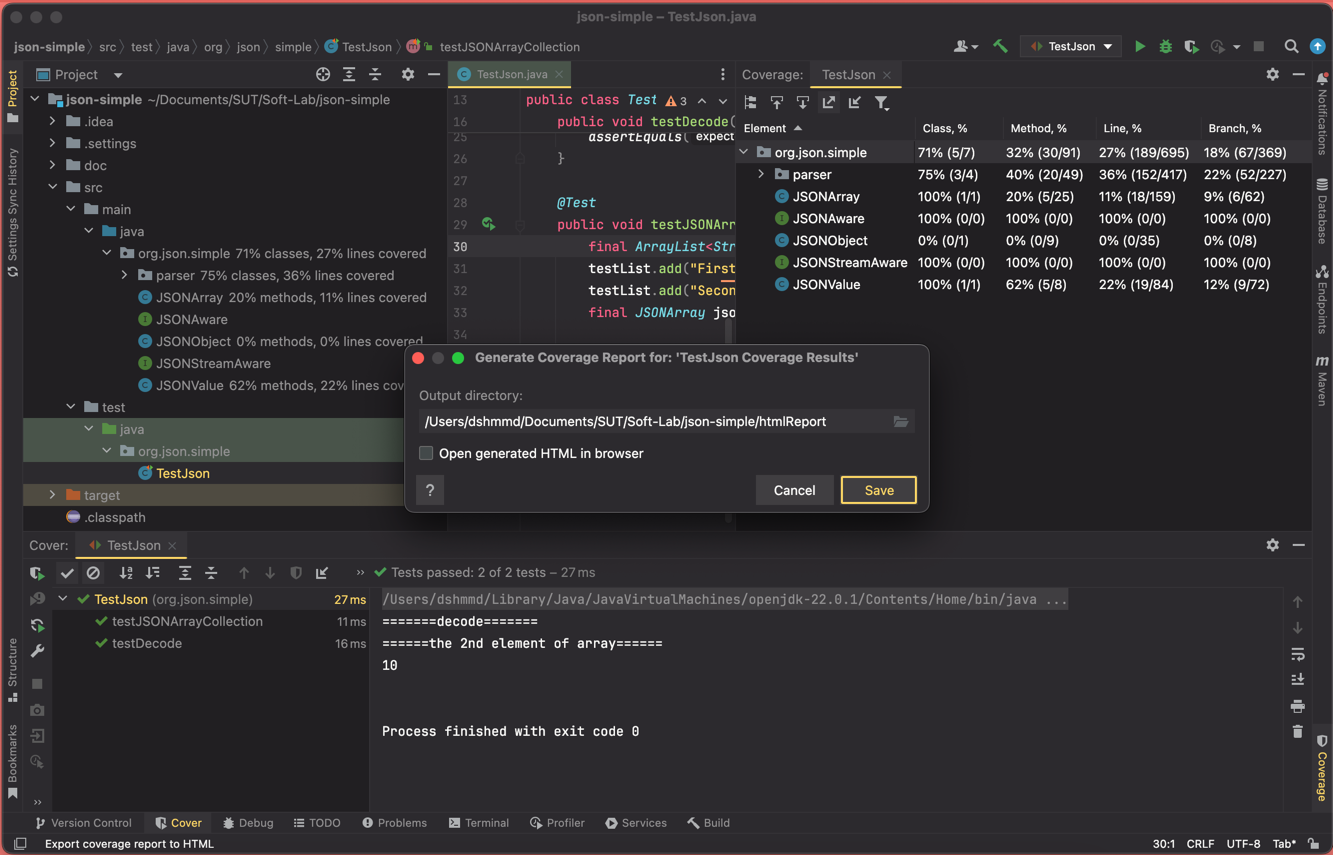 json-simple – TestJson.java
json-simple src test java org json simple TestJson testJSONArrayCollection
TestJson
Project
TestJson.java
Coverage: TestJson
json-simple ~/Documents/SUT/Soft-Lab/json-simple
.idea
.settings
doc
src
main
java
org.json.simple 71% classes, 27% lines covered
parser 75% classes, 36% lines covered
JSONArray 20% methods, 11% lines covered
JSONAware
JSONObject 0% methods, 0% lines covered
JSONStreamAware
JSONValue 62% methods, 22% lines cov
test
java
org.json.simple
TestJson
target
.classpath
13 public class Test 3
16 public void testDecode(
25 assertEquals( expect
26 }
27
28 @Test
29 public void testJSONArr
30 final ArrayList<Str
31 testList.add("First
32 testList.add("Secon
33 final JSONArray jso
34
Element Class, % Method, % Line, % Branch, %
org.json.simple 71% (5/7) 32% (30/91) 27% (189/695) 18% (67/369)
parser 75% (3/4) 40% (20/49) 36% (152/417) 22% (52/227)
JSONArray 100% (1/1) 20% (5/25) 11% (18/159) 9% (6/62)
JSONAware 100% (0/0) 100% (0/0) 100% (0/0) 100% (0/0)
JSONObject 0% (0/1) 0% (0/9) 0% (0/35) 0% (0/8)
JSONStreamAware 100% (0/0) 100% (0/0) 100% (0/0) 100% (0/0)
JSONValue 100% (1/1) 62% (5/8) 22% (19/84) 12% (9/72)
Generate Coverage Report for: 'TestJson Coverage Results'
Output directory:
/Users/dshmmd/Documents/SUT/Soft-Lab/json-simple/htmlReport
Open generated HTML in browser
?
Cancel
Save
Cover: TestJson
Tests passed: 2 of 2 tests – 27 ms
TestJson (org.json.simple) 27 ms
testJSONArrayCollection 11 ms
testDecode 16 ms
/Users/dshmmd/Library/Java/JavaVirtualMachines/openjdk-22.0.1/Contents/Home/bin/java ...
=======decode=======
======the 2nd element of array======
10
Process finished with exit code 0
Project
Settings Sync History
Structure
Bookmarks
Notifications
Database
Endpoints
m Maven
Coverage
Version Control Cover Debug TODO Problems Terminal Profiler Services Build
Export coverage report to HTML
30:1 CRLF UTF-8 Tab*